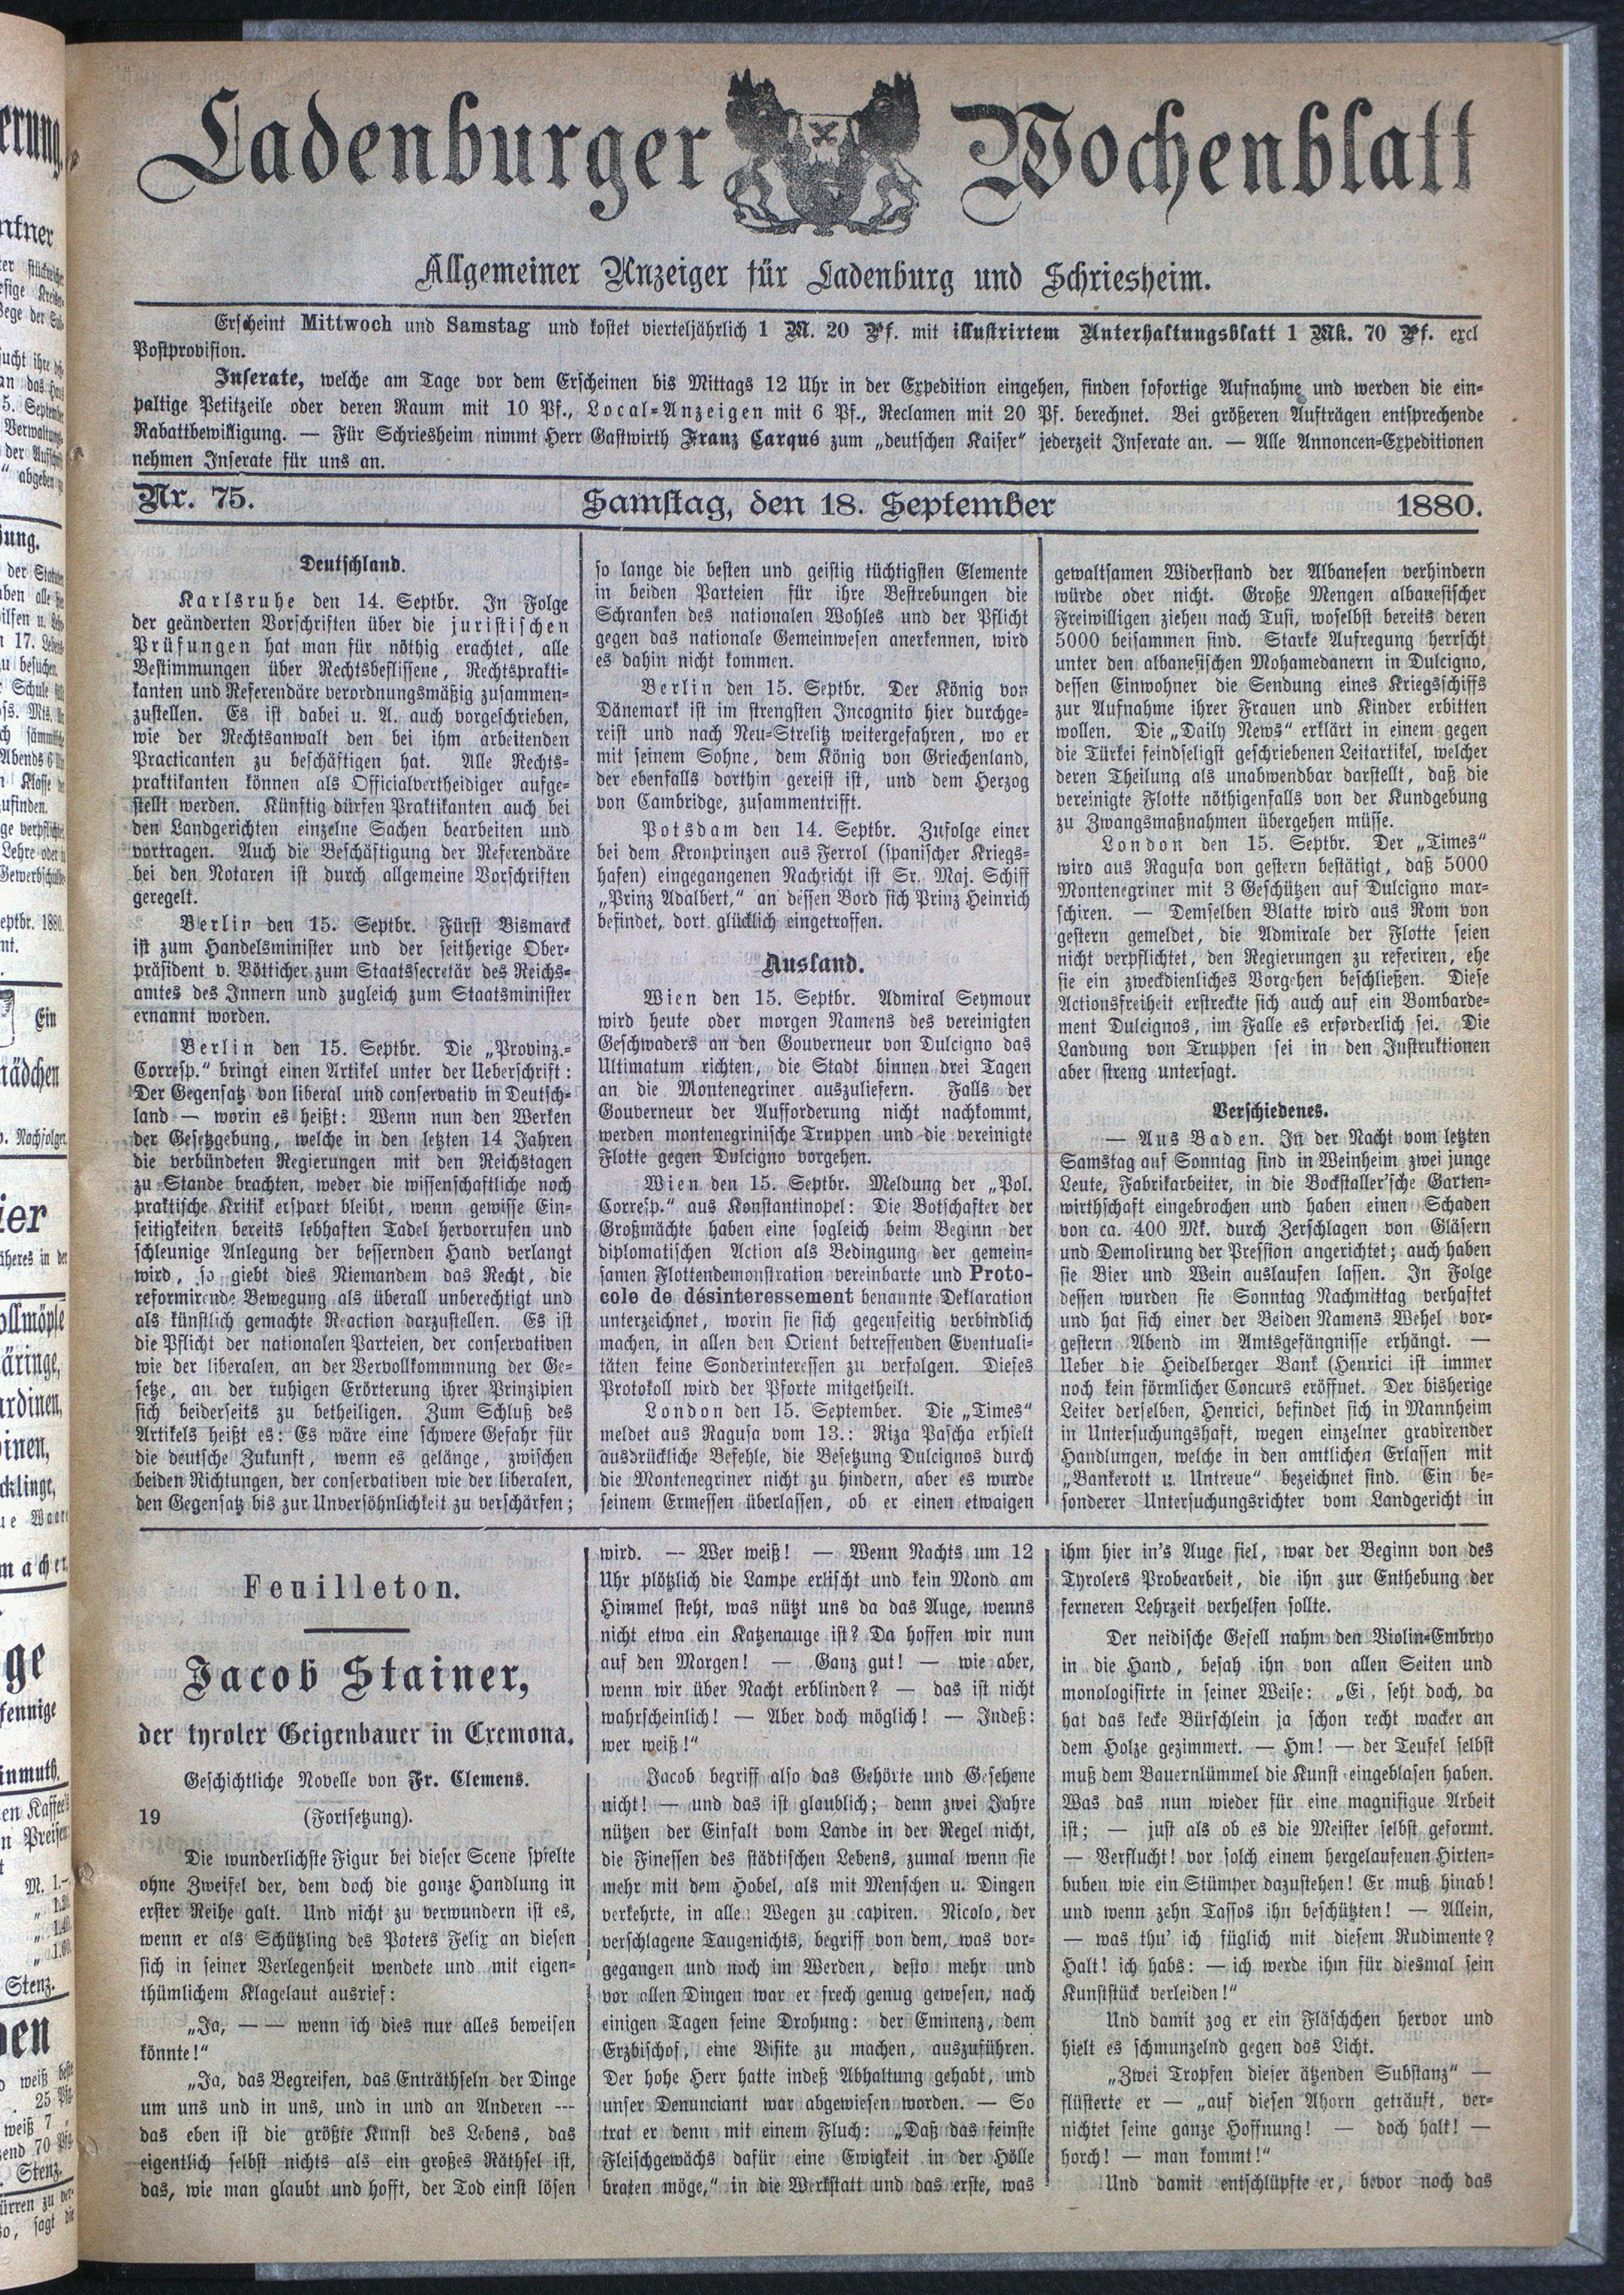 Ladenburger Wochenblatt
Allgemeiner Anzeiger für Ladenburg und Schriesheim.
Erscheint Mittwoch und Samstag und kostet vierteljährlich 1 M. 20 Pf. mit illustrirtem Unterhaltungsblatt 1 Mk. 70 Pf. excl
Postprovision.
Inserate, welche am Tage vor dem Erscheinen bis Mittags 12 Uhr in der Expedition eingehen, finden sofortige Aufnahme und werden die ein-
paltige Petitzeile oder deren Raum mit 10 Pf., Local-Anzeigen mit 6 Pf., Reclamen mit 20 Pf. berechnet. Bei größeren Aufträgen entsprechende
Rabattbewilligung. — Für Schriesheim nimmt Herr Gastwirth Franz Carqué zum „deutschen Kaiser" jederzeit Inserate an. — Alle Annoncen-Expeditionen
nehmen Inserate für uns an.
Nr. 75. Samstag, den 18. September 1880.
Deutschland.
Karlsruhe den 14. Septbr. In Folge
der geänderten Vorschriften über die juristischen
Prüfungen hat man für nöthig erachtet, alle
Bestimmungen über Rechtsbeflissene, Rechtsprakti-
kanten und Referendäre verordnungsmäßig zusammen-
zustellen. Es ist dabei u. A. auch vorgeschrieben,
wie der Rechtsanwalt den bei ihm arbeitenden
Practicanten zu beschäftigen hat. Alle Rechts-
praktikanten können als Officialvertheidiger aufge-
stellt werden. Künftig dürfen Praktikanten auch bei
den Landgerichten einzelne Sachen bearbeiten und
vortragen. Auch die Beschäftigung der Referendäre
bei den Notaren ist durch allgemeine Vorschriften
geregelt.
Berlin den 15. Septbr. Fürst Bismarck
ist zum Handelsminister und der seitherige Ober-
präsident v. Bötticher zum Staatssecretär des Reichs-
amtes des Innern und zugleich zum Staatsminister
ernannt worden.
Berlin den 15. Septbr. Die „Provinz.-
Corresp." bringt einen Artikel unter der Ueberschrift:
Der Gegensatz von liberal und conservativ in Deutsch-
land — worin es heißt: Wenn nun den Werken
der Gesetzgebung, welche in den letzten 14 Jahren
die verbündeten Regierungen mit den Reichstagen
zu Stande brachten, weder die wissenschaftliche noch
praktische Kritik erspart bleibt, wenn gewisse Ein-
seitigkeiten bereits lebhaften Tadel hervorrufen und
schleunige Anlegung der bessernden Hand verlangt
wird, so giebt dies Niemandem das Recht, die
reformirende Bewegung als überall unberechtigt und
als künstlich gemachte Reaction darzustellen. Es ist
die Pflicht der nationalen Parteien, der conservativen
wie der liberalen, an der Vervollkommnung der Ge-
setze, an der ruhigen Erörterung ihrer Prinzipien
sich beiderseits zu betheiligen. Zum Schluß des
Artikels heißt es: Es wäre eine schwere Gefahr für
die deutsche Zukunft, wenn es gelänge, zwischen
beiden Richtungen, der conservativen wie der liberalen,
den Gegensatz bis zur Unversöhnlichkeit zu verschärfen;
so lange die besten und geistig tüchtigsten Elemente
in beiden Parteien für ihre Bestrebungen die
Schranken des nationalen Wohles und der Pflicht
gegen das nationale Gemeinwesen anerkennen, wird
es dahin nicht kommen.
Berlin den 15. Septbr. Der König von
Dänemark ist im strengsten Incognito hier durchge-
reist und nach Neu-Strelitz weitergefahren, wo er
mit seinem Sohne, dem König von Griechenland,
der ebenfalls dorthin gereist ist, und dem Herzog
von Cambridge, zusammentrifft.
Potsdam den 14. Septbr. Zufolge einer
bei dem Kronprinzen aus Ferrol (spanischer Kriegs-
hafen) eingegangenen Nachricht ist Sr. Maj. Schiff
„Prinz Adalbert," an dessen Bord sich Prinz Heinrich
befindet, dort glücklich eingetroffen.
Ausland.
Wien den 15. Septbr. Admiral Seymour
wird heute oder morgen Namens des vereinigten
Geschwaders an den Gouverneur von Dulcigno das
Ultimatum richten, die Stadt binnen drei Tagen
an die Montenegriner auszuliefern. Falls der
Gouverneur der Aufforderung nicht nachkommt,
werden montenegrinische Truppen und die vereinigte
Flotte gegen Dulcigno vorgehen.
Wien den 15. Septbr. Meldung der „Pol.
Corresp." aus Konstantinopel: Die Botschafter der
Großmächte haben eine sogleich beim Beginn der
diplomatischen Action als Bedingung der gemein-
samen Flottendemonstration vereinbarte und Proto-
cole de désinteressement benannte Deklaration
unterzeichnet, worin sie sich gegenseitig verbindlich
machen, in allen den Orient betreffenden Eventuali-
täten keine Sonderinteressen zu verfolgen. Dieses
Protokoll wird der Pforte mitgetheilt.
London den 15. September. Die „Times"
meldet aus Ragusa vom 13.: Riza Pascha erhielt
ausdrückliche Befehle, die Besetzung Dulcignos durch
die Montenegriner nicht zu hindern, aber es wurde
seinem Ermessen überlassen, ob er einen etwaigen
gewaltsamen Widerstand der Albanesen verhindern
würde oder nicht. Große Mengen albanesischer
Freiwilligen ziehen nach Tusi, woselbst bereits deren
5000 beisammen sind. Starke Aufregung herrscht
unter den albanesischen Mohamedanern in Dulcigno,
dessen Einwohner die Sendung eines Kriegsschiffs
zur Aufnahme ihrer Frauen und Kinder erbitten
wollen. Die „Daily News" erklärt in einem gegen
die Türkei feindseligst geschriebenen Leitartikel, welcher
deren Theilung als unabwendbar darstellt, daß die
vereinigte Flotte nöthigenfalls von der Kundgebung
zu Zwangsmaßnahmen übergehen müsse.
London den 15. Septbr. Der „Times"
wird aus Ragusa von gestern bestätigt, daß 5000
Montenegriner mit 3 Geschützen auf Dulcigno mar-
schiren. — Demselben Blatte wird aus Rom von
gestern gemeldet, die Admirale der Flotte seien
nicht verpflichtet, den Regierungen zu referiren, ehe
sie ein zweckdienliches Vorgehen beschließen. Diese
Actionsfreiheit erstreckte sich auch auf ein Bombarde-
ment Dulcignos, im Falle es erforderlich sei. Die
Landung von Truppen sei in den Instruktionen
aber streng untersagt.
Verschiedenes.
— Aus Baden. In der Nacht vom letzten
Samstag auf Sonntag sind in Weinheim zwei junge
Leute, Fabrikarbeiter, in die Bockstaller'sche Garten-
wirthschaft eingebrochen und haben einen Schaden
von ca. 400 Mk. durch Zerschlagen von Gläsern
und Demolirung der Pression angerichtet; auch haben
sie Bier und Wein auslaufen lassen. In Folge
dessen wurden sie Sonntag Nachmittag verhaftet
und hat sich einer der Beiden Namens Wehel vor-
gestern Abend im Amtsgefängnisse erhängt. —
Ueber die Heidelberger Bank (Henrici ist immer
noch kein förmlicher Concurs eröffnet. Der bisherige
Leiter derselben, Henrici, befindet sich in Mannheim
in Untersuchungshaft, wegen einzelner gravirender
Handlungen, welche in den amtlichen Erlassen mit
„Bankerott u. Untreue" bezeichnet sind. Ein be-
sonderer Untersuchungsrichter vom Landgericht in
Feuilleton.
Jacob Stainer,
der tyroler Geigenbauer in Cremona.
Geschichtliche Novelle von Fr. Clemens.
19 (Fortsetzung).
Die wunderlichste Figur bei dieser Scene spielte
ohne Zweifel der, dem doch die ganze Handlung in
erster Reihe galt. Und nicht zu verwundern ist es,
wenn er als Schützling des Paters Felix an diesen
sich in seiner Verlegenheit wendete und mit eigen-
thümlichem Klagelaut ausrief:
„Ja, — — wenn ich dies nur alles beweisen
könnte!"
„Ja, das Begreifen, das Enträthseln der Dinge
um uns und in uns, und in und an Anderen ---
das eben ist die größte Kunst des Lebens, das
eigentlich selbst nichts als ein großes Räthsel ist,
das, wie man glaubt und hofft, der Tod einst lösen
wird. — Wer weiß! — Wenn Nachts um 12
Uhr plötzlich die Lampe erlischt und kein Mond am
Himmel steht, was nützt uns da das Auge, wenns
nicht etwa ein Katzenauge ist? Da hoffen wir nun
auf den Morgen! — Ganz gut! — wie aber,
wenn wir über Nacht erblinden? — das ist nicht
wahrscheinlich! — Aber doch möglich! — Indeß:
wer weiß!"
Jacob begriff also das Gehörte und Gesehene
nicht! — und das ist glaublich; denn zwei Jahre
nützen der Einfalt vom Lande in der Regel nicht,
die Finessen des städtischen Lebens, zumal wenn sie
mehr mit dem Hobel, als mit Menschen u. Dingen
verkehrte, in allen Wegen zu capiren. Nicolo, der
verschlagene Taugenichts, begriff von dem, was vor-
gegangen und noch im Werden, desto mehr und
vor allen Dingen war er frech genug gewesen, nach
einigen Tagen seine Drohung: der Eminenz, dem
Erzbischof, eine Visite zu machen, auszuführen.
Der hohe Herr hatte indeß Abhaltung gehabt, und
unser Denunciant war abgewiesen worden. — So
trat er denn mit einem Fluch: „Daß das feinste
Fleischgewächs dafür eine Ewigkeit in der Hölle
braten möge," in die Werkstatt und das erste, was
ihm hier in's Auge fiel, war der Beginn von des
Tyrolers Probearbeit, die ihn zur Enthebung der
ferneren Lehrzeit verhelfen sollte.
Der neidische Gesell nahm den Violin-Embryo
in die Hand, besah ihn von allen Seiten und
monologisirte in seiner Weise: „Ei, seht doch, da
hat das kecke Bürschlein ja schon recht wacker an
dem Holze gezimmert. — Hm! — der Teufel selbst
muß dem Bauernlümmel die Kunst eingeblasen haben.
Was das nun wieder für eine magnifique Arbeit
ist; — just als ob es die Meister selbst geformt.
— Verflucht! vor solch einem hergelaufenen Hirten-
buben wie ein Stümper dazustehen! Er muß hinab!
und wenn zehn Tassos ihn beschützten! — Allein,
— was thu' ich füglich mit diesem Rudimente?
Halt! ich habs: — ich werde ihm für diesmal sein
Kunststück verleiden!"
Und damit zog er ein Fläschchen hervor und
hielt es schmunzelnd gegen das Licht.
„Zwei Tropfen dieser ätzenden Substanz" —
flüsterte er — „auf diesen Ahorn geträuft, ver-
nichtet seine ganze Hoffnung! — doch halt! —
horch! — man kommt!"
Und damit entschlüpfte er, bevor noch das